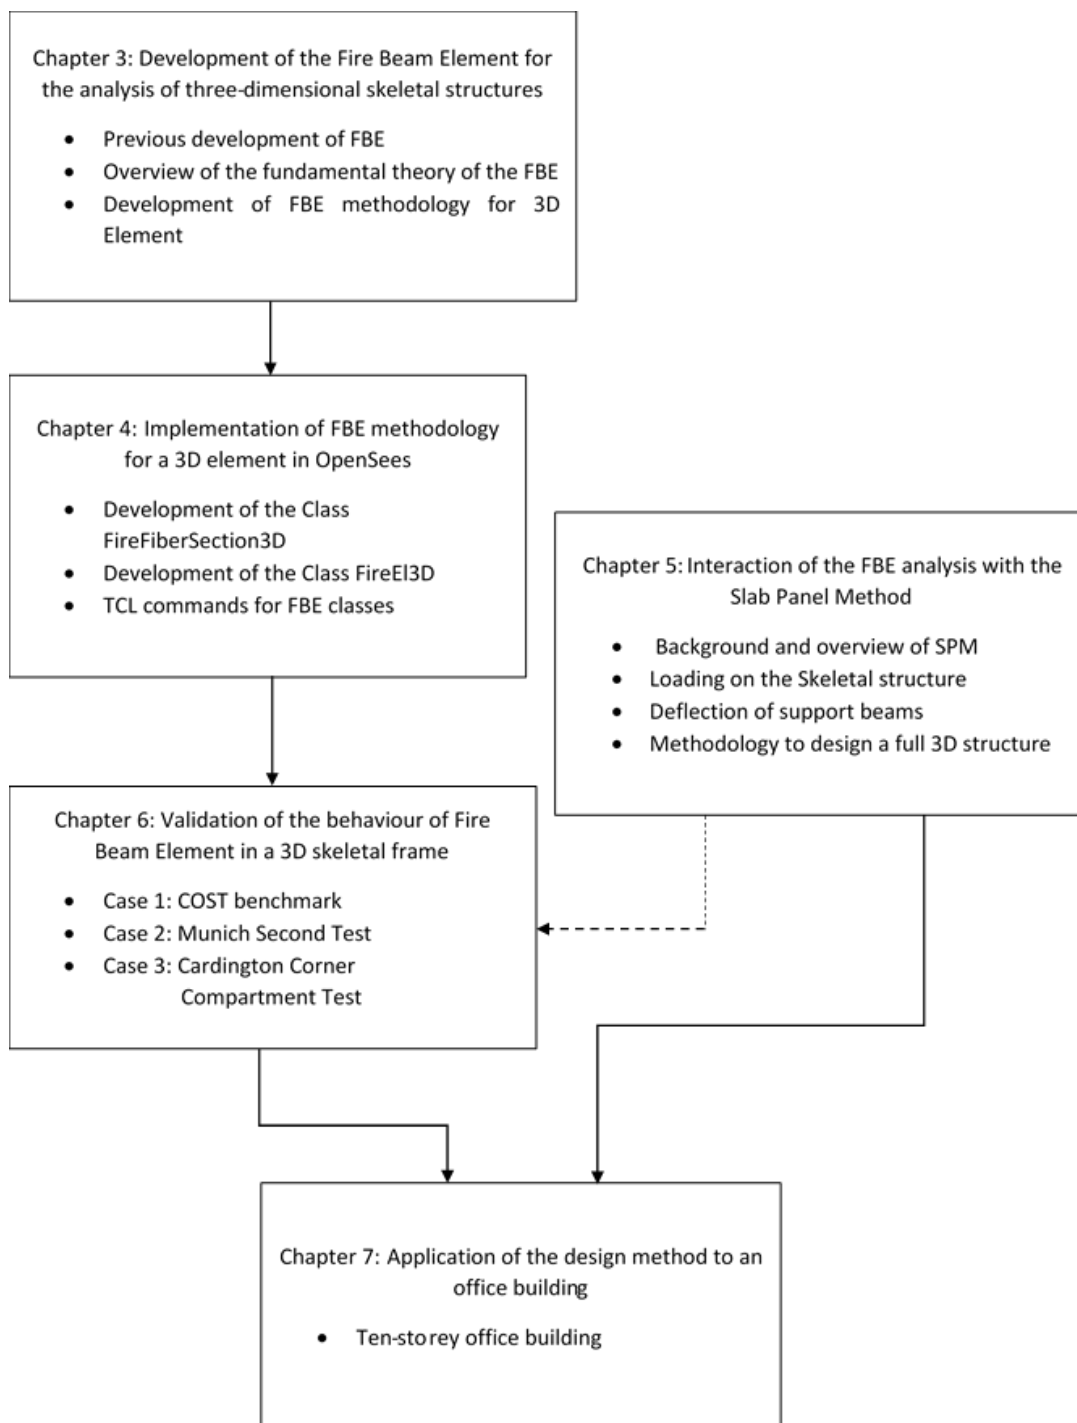 Chapter 3: Development of the Fire Beam Element for
the analysis of three-dimensional skeletal structures
• Previous development of FBE
• Overview of the fundamental theory of the FBE
• Development of FBE methodology for 3D
Element
Chapter 4: Implementation of FBE methodology
for a 3D element in OpenSees
• Development of the Class
FireFiberSection3D
• Development of the Class FireEl3D
• TCL commands for FBE classes
Chapter 5: Interaction of the FBE analysis with the
Slab Panel Method
• Background and overview of SPM
• Loading on the Skeletal structure
• Deflection of support beams
• Methodology to design a full 3D structure
Chapter 6: Validation of the behaviour of Fire
Beam Element in a 3D skeletal frame
• Case 1: COST benchmark
• Case 2: Munich Second Test
• Case 3: Cardington Corner
Compartment Test
Chapter 7: Application of the design method to an
office building
• Ten-storey office building